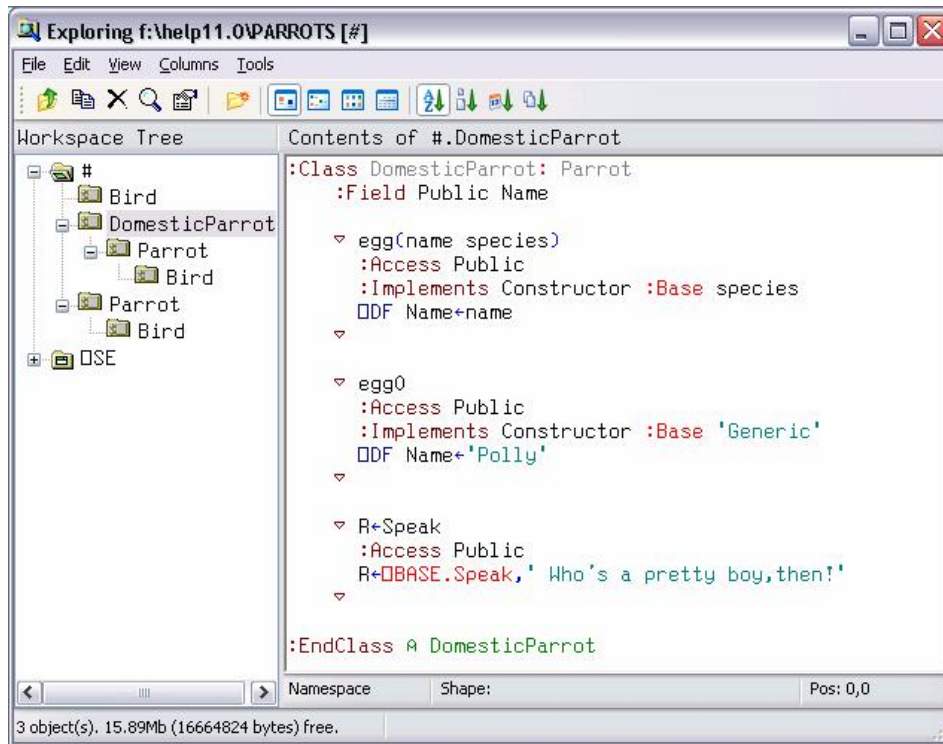 Exploring f:\help11.0\PARROTS [#]
File Edit View Columns Tools
Workspace Tree
Contents of #.DomesticParrot
#
Bird
DomesticParrot
Parrot
Bird
Parrot
Bird
⎕SE
:Class DomesticParrot: Parrot
:Field Public Name
∇ egg(name species)
:Access Public
:Implements Constructor :Base species
⎕DF Name←name
∇
∇ egg0
:Access Public
:Implements Constructor :Base 'Generic'
⎕DF Name←'Polly'
∇
∇ R←Speak
:Access Public
R←⎕BASE.Speak,' Who's a pretty boy,then!'
∇
:EndClass ⍝ DomesticParrot
Namespace Shape: Pos: 0,0
3 object(s). 15.89Mb (16664824 bytes) free.